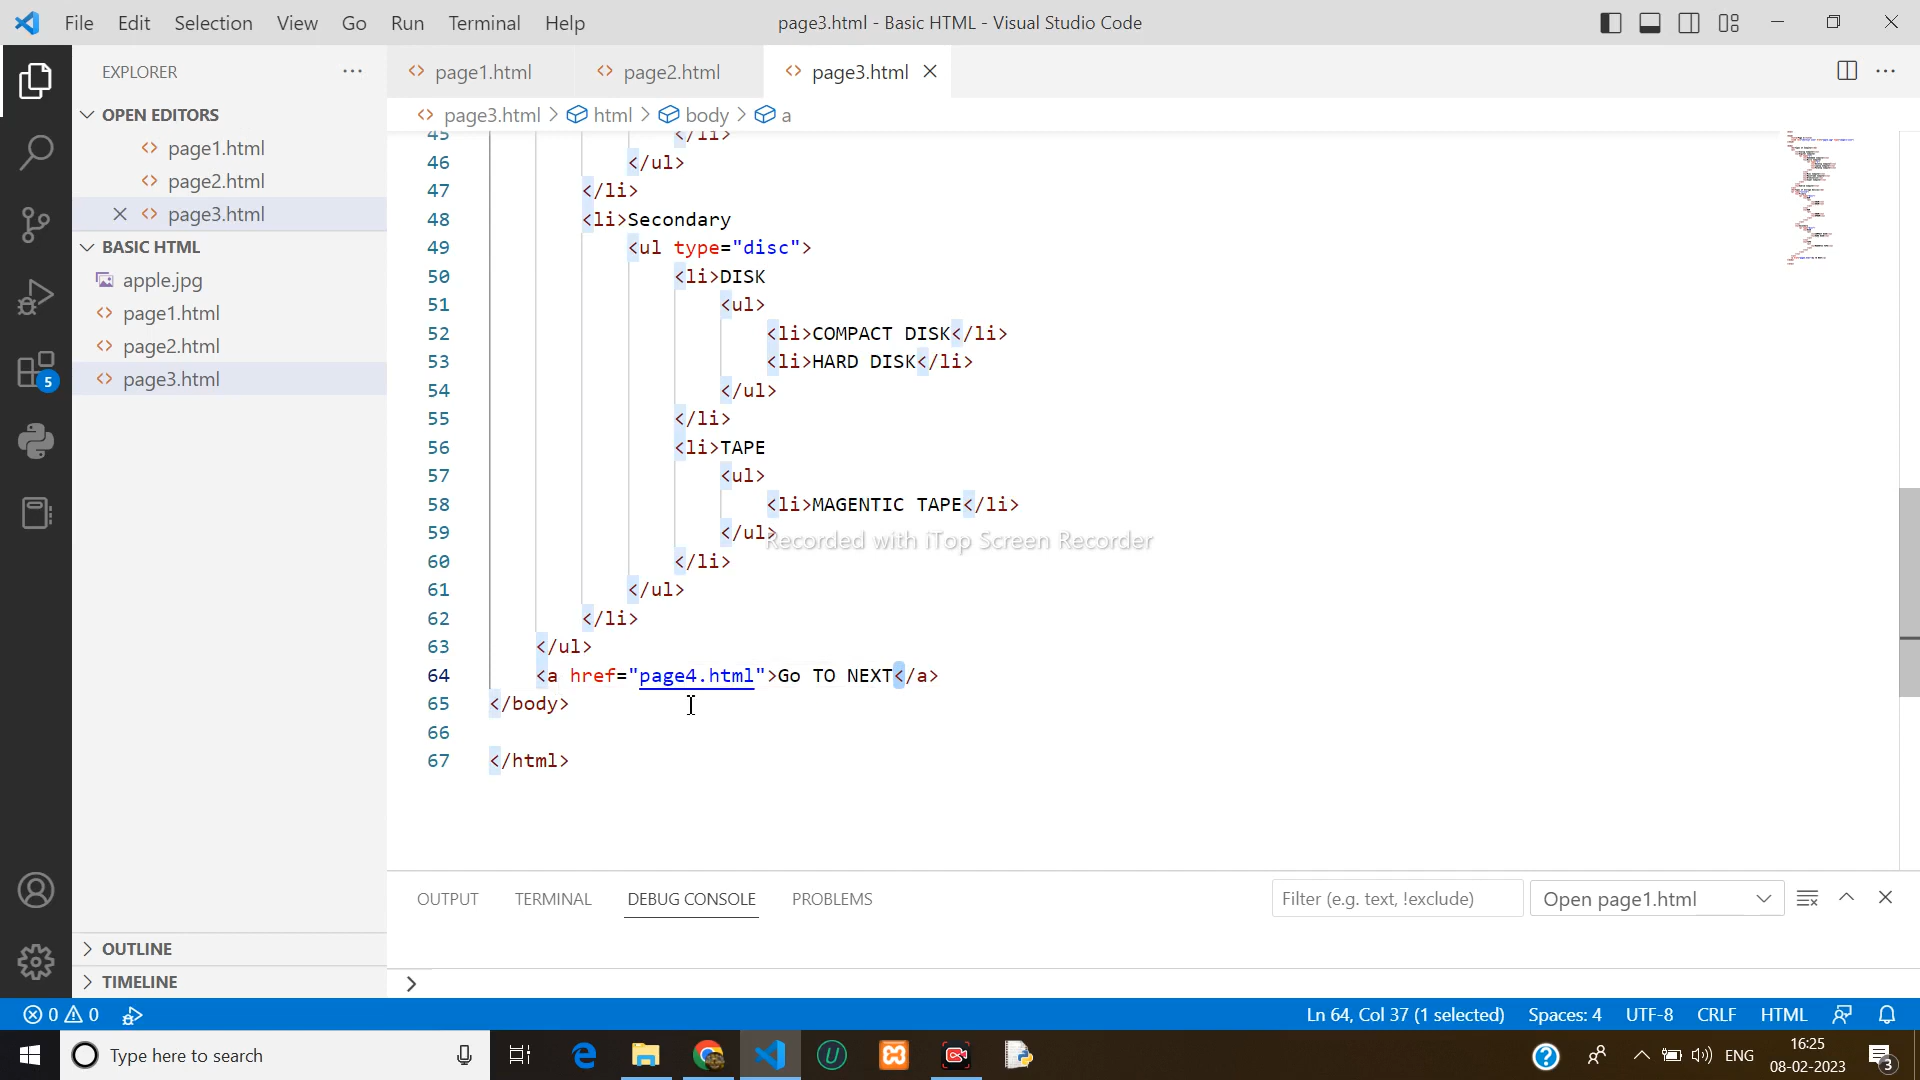 File Edit Selection View Go Run Terminal Help page3.html - Basic HTML - Visual Studio Code
EXPLORER ··· page1.html page2.html page3.html
page3.html > html > body > a
OPEN EDITORS
page1.html
page2.html
page3.html
BASIC HTML
apple.jpg
page1.html
page2.html
page3.html
45 </li>
46 </ul>
47 </li>
48 <li>Secondary
49 <ul type="disc">
50 <li>DISK
51 <ul>
52 <li>COMPACT DISK</li>
53 <li>HARD DISK</li>
54 </ul>
55 </li>
56 <li>TAPE
57 <ul>
58 <li>MAGENTIC TAPE</li>
59 </ul>
Recorded with iTop Screen Recorder
60 </li>
61 </ul>
62 </li>
63 </ul>
64 <a href="page4.html">Go TO NEXT</a>
65 </body>
66
67 </html>
5
OUTPUT TERMINAL DEBUG CONSOLE PROBLEMS Filter (e.g. text, !exclude) Open page1.html
OUTLINE
TIMELINE
0 0 Ln 64, Col 37 (1 selected) Spaces: 4 UTF-8 CRLF HTML
Type here to search ENG 16:25
08-02-2023 3